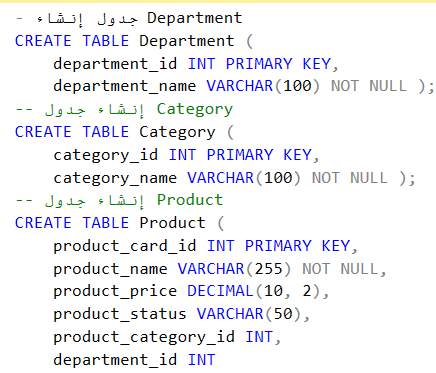 - إنشاء جدول Department
CREATE TABLE Department (
    department_id INT PRIMARY KEY,
    department_name VARCHAR(100) NOT NULL );
-- إنشاء جدول Category
CREATE TABLE Category (
    category_id INT PRIMARY KEY,
    category_name VARCHAR(100) NOT NULL );
-- إنشاء جدول Product
CREATE TABLE Product (
    product_card_id INT PRIMARY KEY,
    product_name VARCHAR(255) NOT NULL,
    product_price DECIMAL(10, 2),
    product_status VARCHAR(50),
    product_category_id INT,
    department_id INT